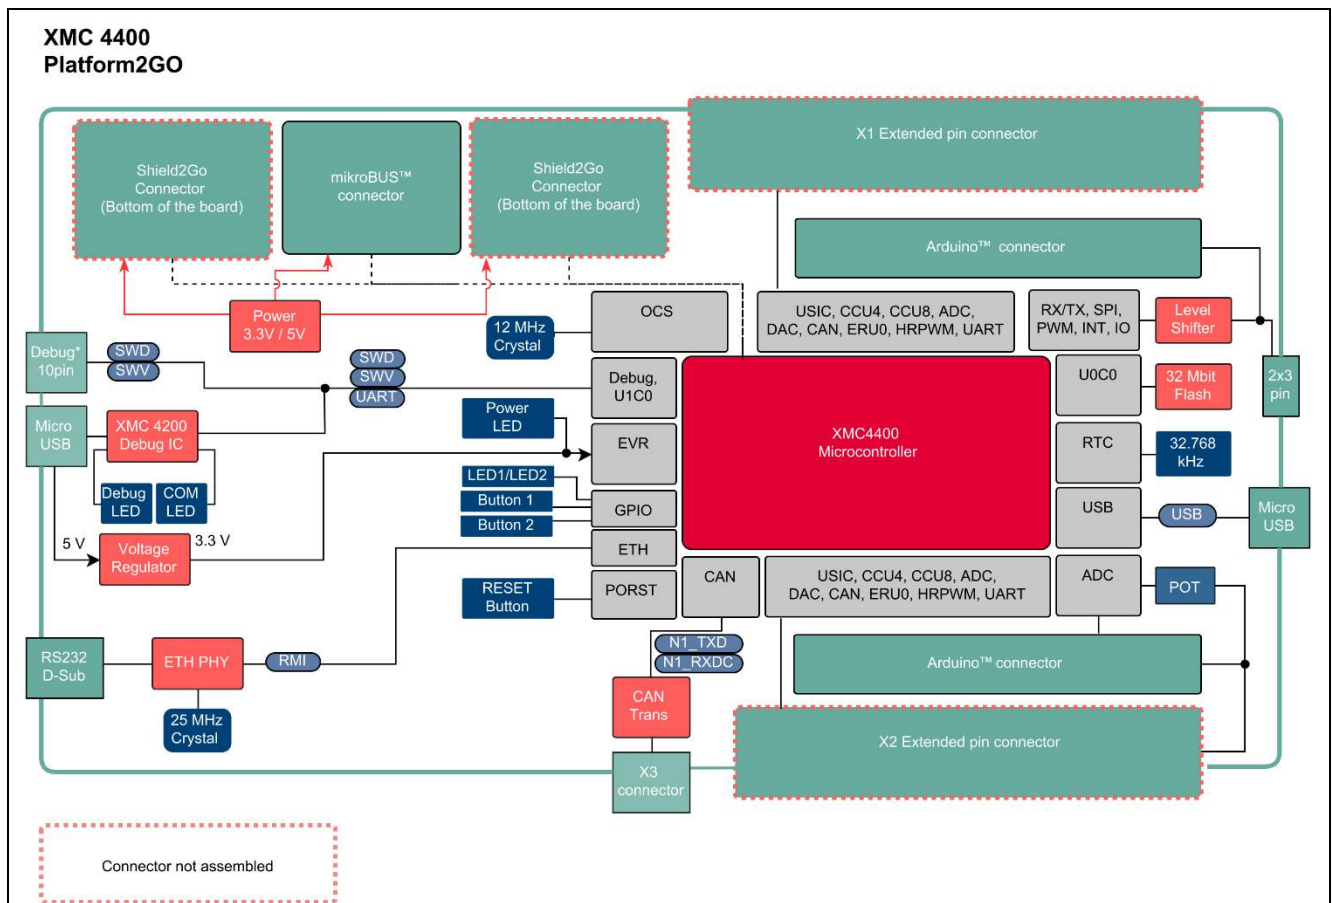 XMC 4400
Platform2GO
X1 Extended pin connector
Shield2Go
Connector
(Bottom of the board)
mikroBUS™
connector
Shield2Go
Connector
(Bottom of the board)
Arduino™ connector
Power
3.3V / 5V
12 MHz
Crystal
OCS
USIC, CCU4, CCU8, ADC,
DAC, CAN, ERU0, HRPWM, UART
RX/TX, SPI,
PWM, INT, IO
Level
Shifter
Debug*
10pin
SWD
SWV
SWD
SWV
UART
Debug,
U1C0
U0C0
32 Mbit
Flash
2x3
pin
Micro
USB
XMC 4200
Debug IC
Power
LED
EVR
XMC4400
Microcontroller
RTC
32.768
kHz
Debug
LED
COM
LED
LED1/LED2
Button 1
Button 2
GPIO
USB
USB
Micro
USB
5 V
Voltage
Regulator
3.3 V
ETH
RESET
Button
PORST
CAN
USIC, CCU4, CCU8, ADC,
DAC, CAN, ERU0, HRPWM, UART
ADC
POT
RS232
D-Sub
ETH PHY
RMI
N1_TXD
N1_RXDC
Arduino™ connector
25 MHz
Crystal
CAN
Trans
X2 Extended pin connector
X3
connector
Connector not assembled